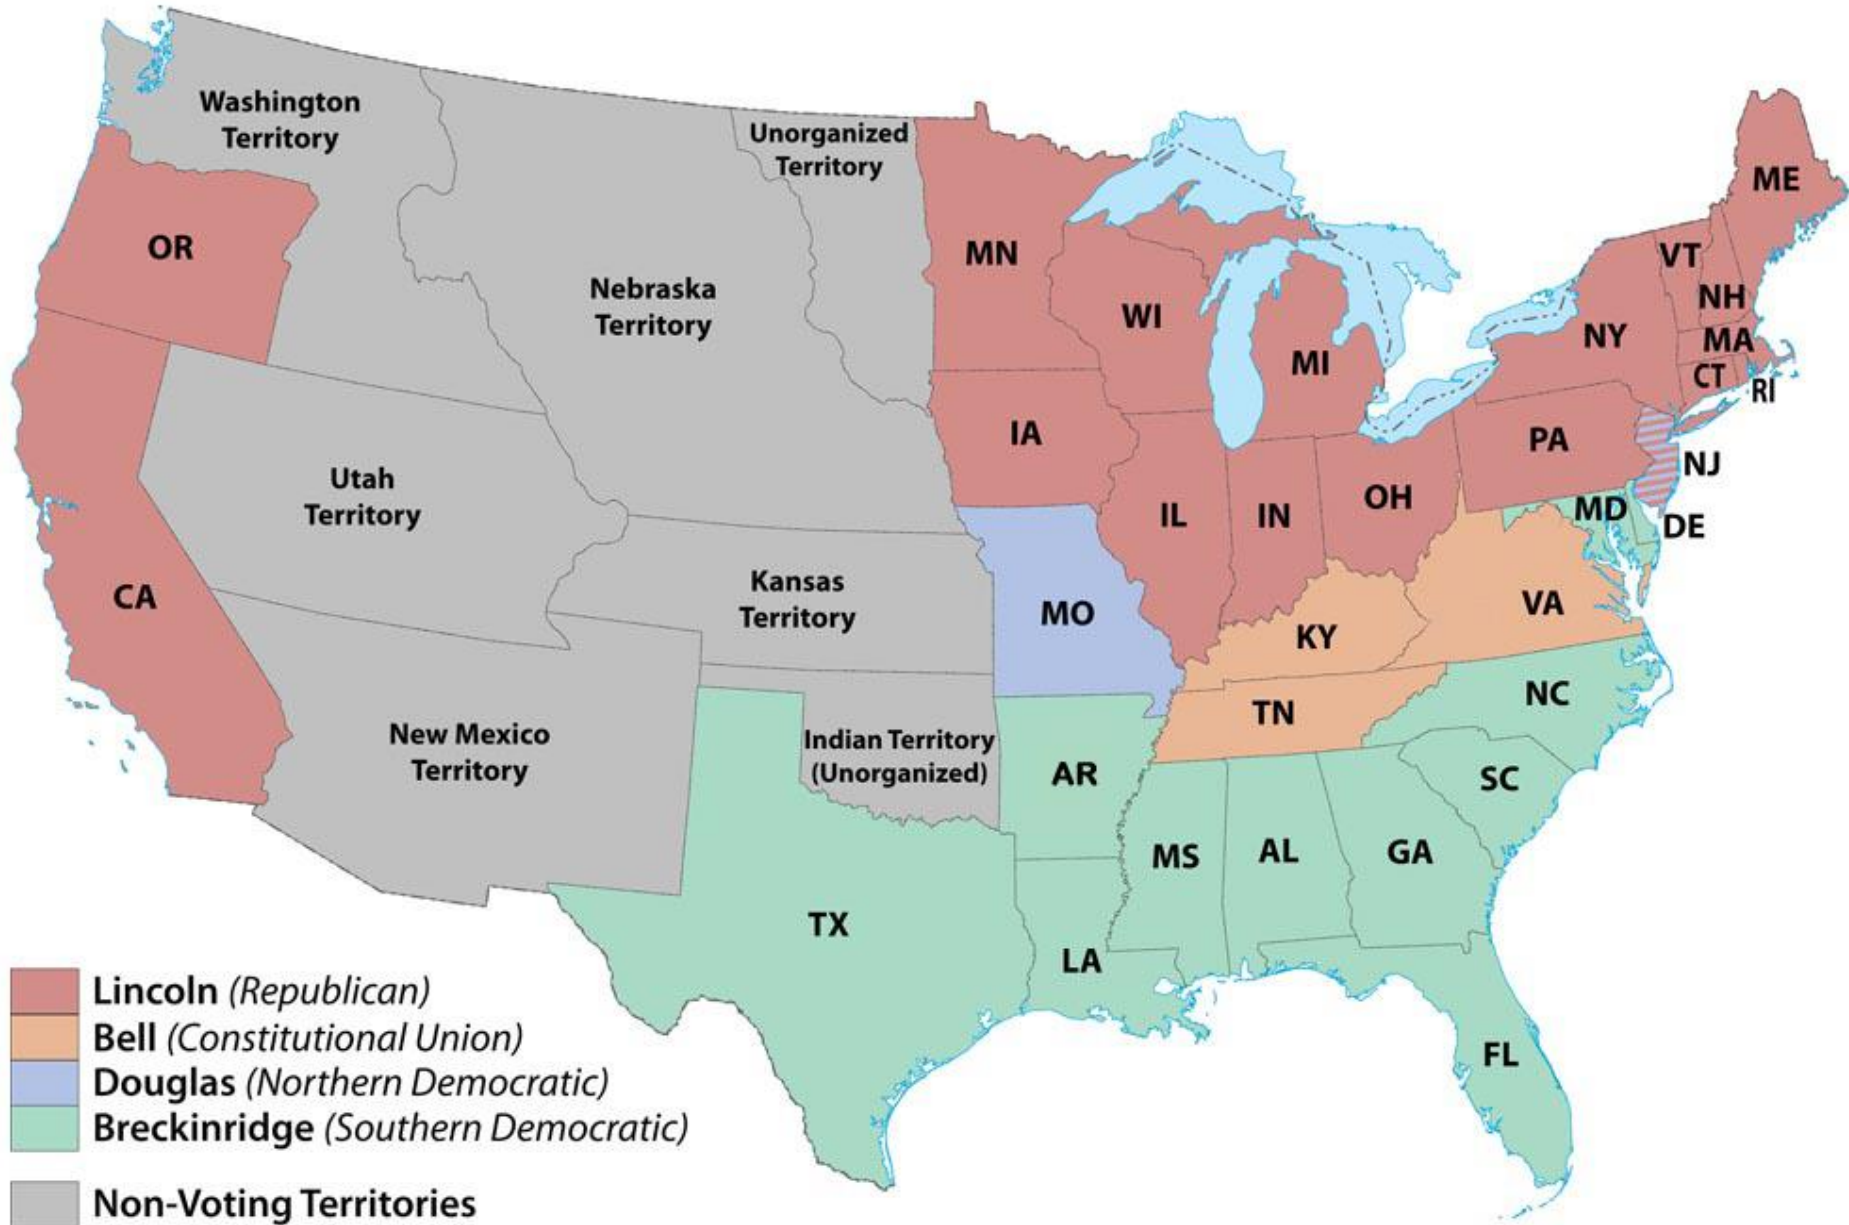 Washington
Territory
Unorganized
Territory
ME
OR
MN
VT
Nebraska
Territory
NH
WI
NY
MA
MI
CT
RI
IA
PA
NJ
Utah
Territory
IL
IN
OH
MD
DE
CA
Kansas
Territory
MO
VA
KY
NC
TN
New Mexico
Territory
Indian Territory
(Unorganized)
AR
SC
MS
AL
GA
TX
LA
FL
Lincoln (Republican)
Bell (Constitutional Union)
Douglas (Northern Democratic)
Breckinridge (Southern Democratic)
Non-Voting Territories